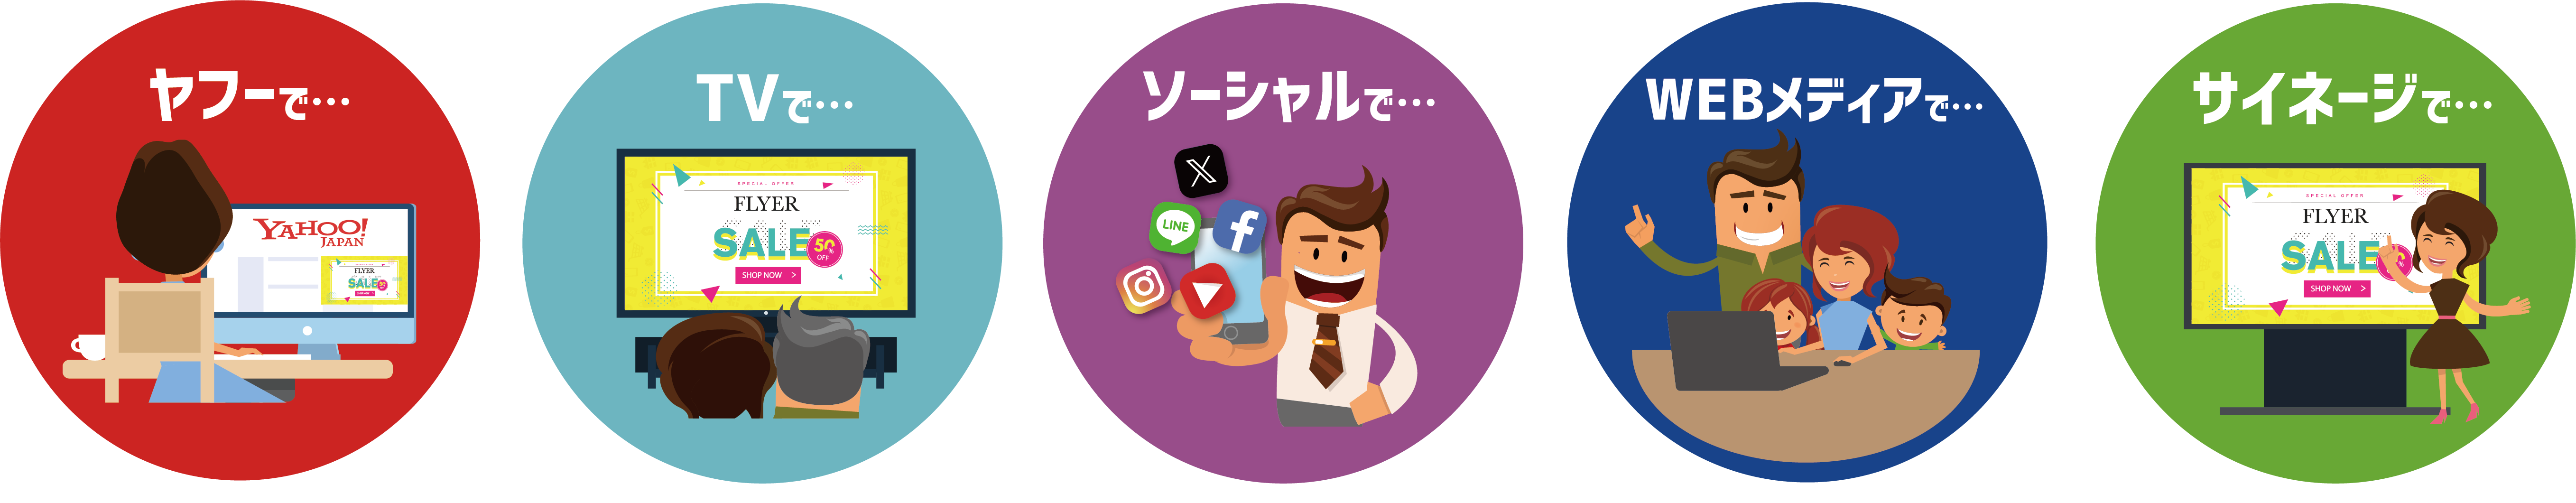 ヤフーで…
YAHOO!
JAPAN
FLYER
SALE
TVで…
SPECIAL OFFER
FLYER
SALE
50%
OFF
SHOP NOW >
ソーシャルで…
LINE
WEBメディアで…
サイネージで…
SPECIAL OFFER
FLYER
SALE
SHOP NOW >